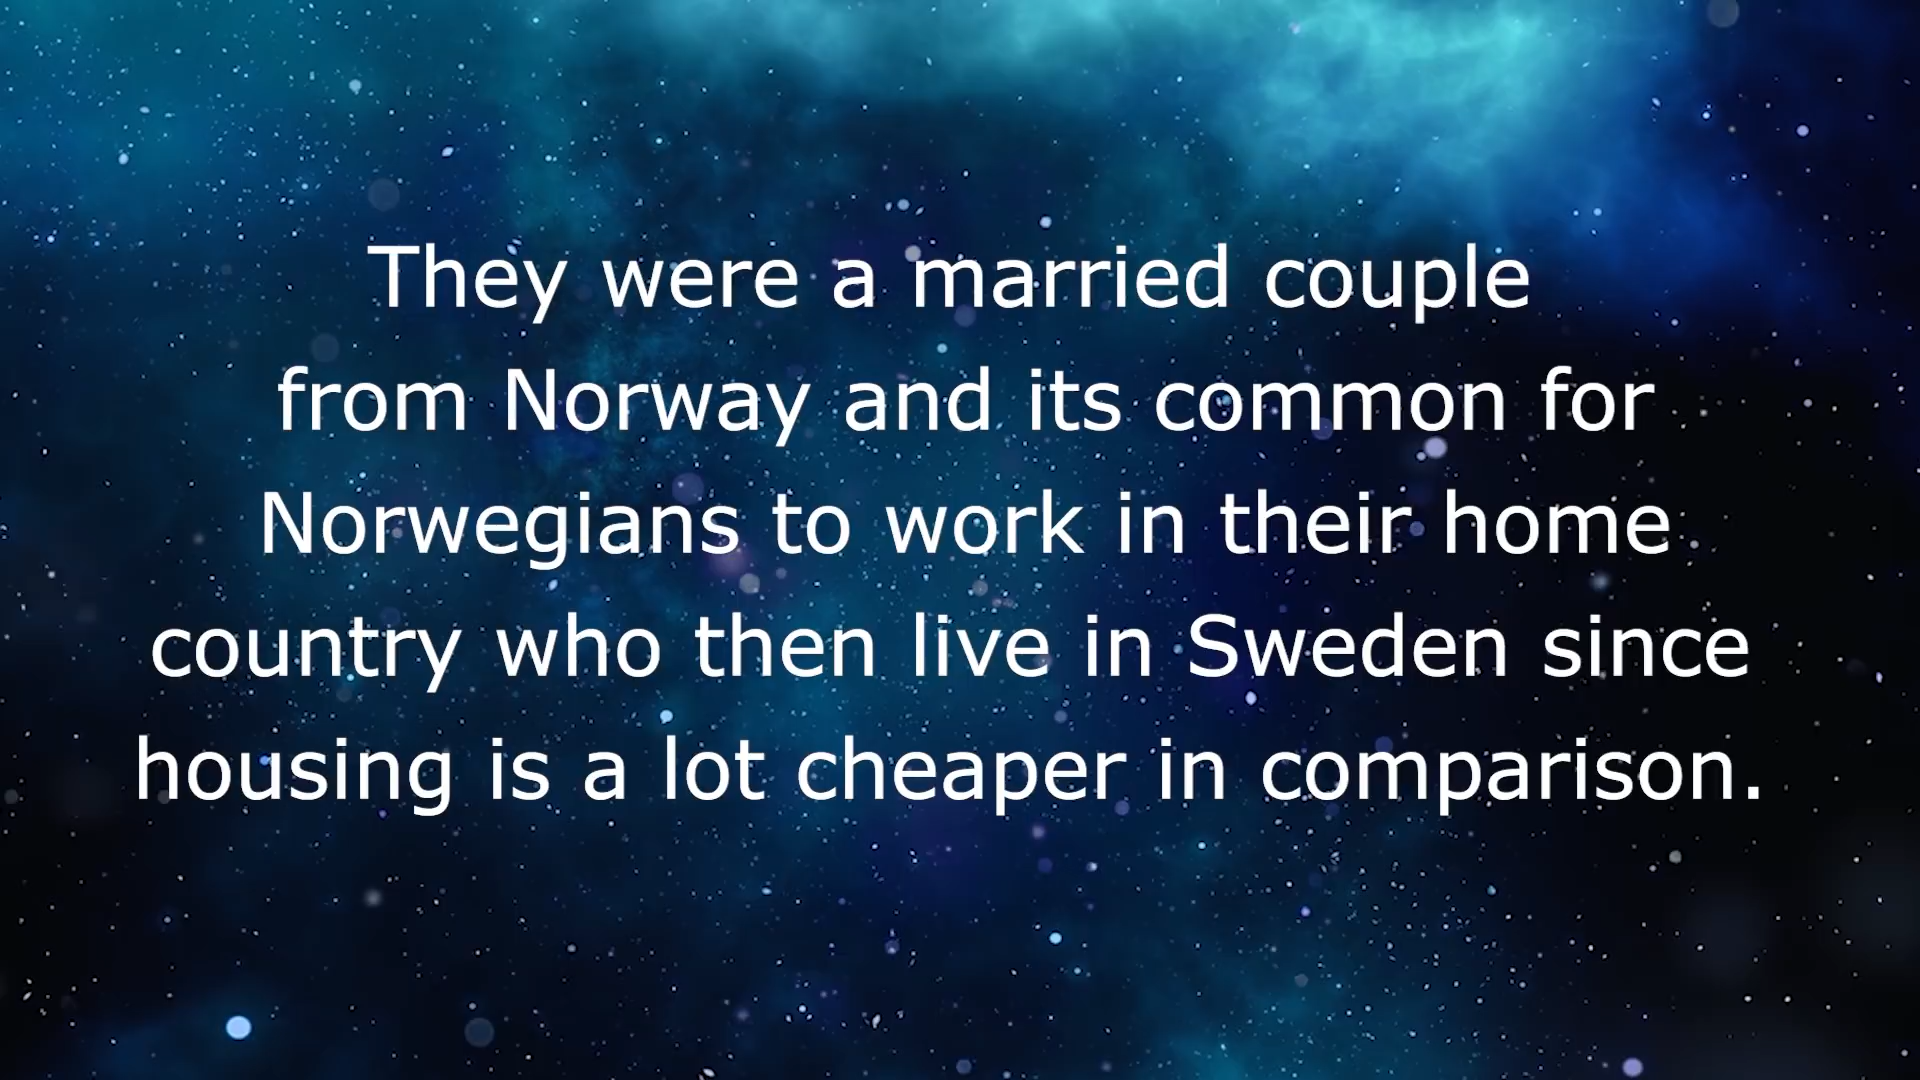 They were a married couple
from Norway and its common for
Norwegians to work in their home
country who then live in Sweden since
housing is a lot cheaper in comparison.